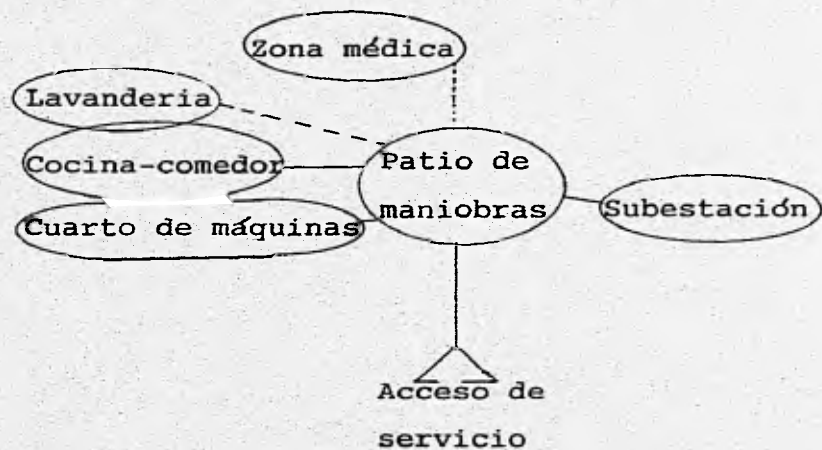 Zona médica
Lavanderia
Cocina-comedor
Patio de
maniobras
Cuarto de máquinas
Subestación
Acceso de
servicio